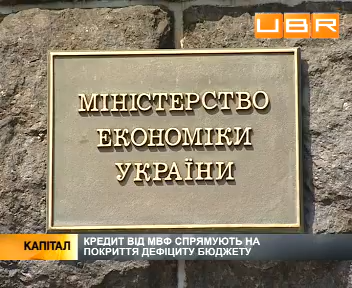 UBR
МІНІСТЕРСТВО
ЕКОНОМІКИ
УКРАЇНИ
КАПІТАЛ
КРЕДИТ ВІД МВФ СПРЯМУЮТЬ НА
ПОКРИТТЯ ДЕФІЦИТУ БЮДЖЕТУ